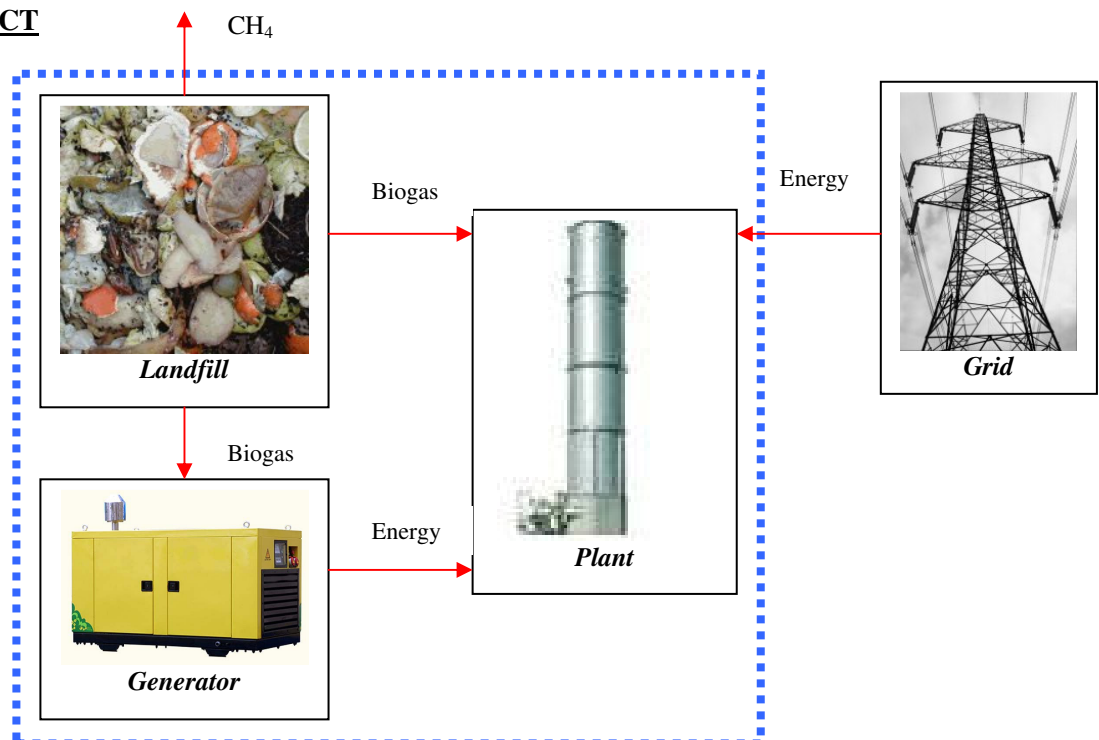 CT
CH₄
Biogas
Energy
Landfill
Grid
Biogas
Energy
Plant
Generator